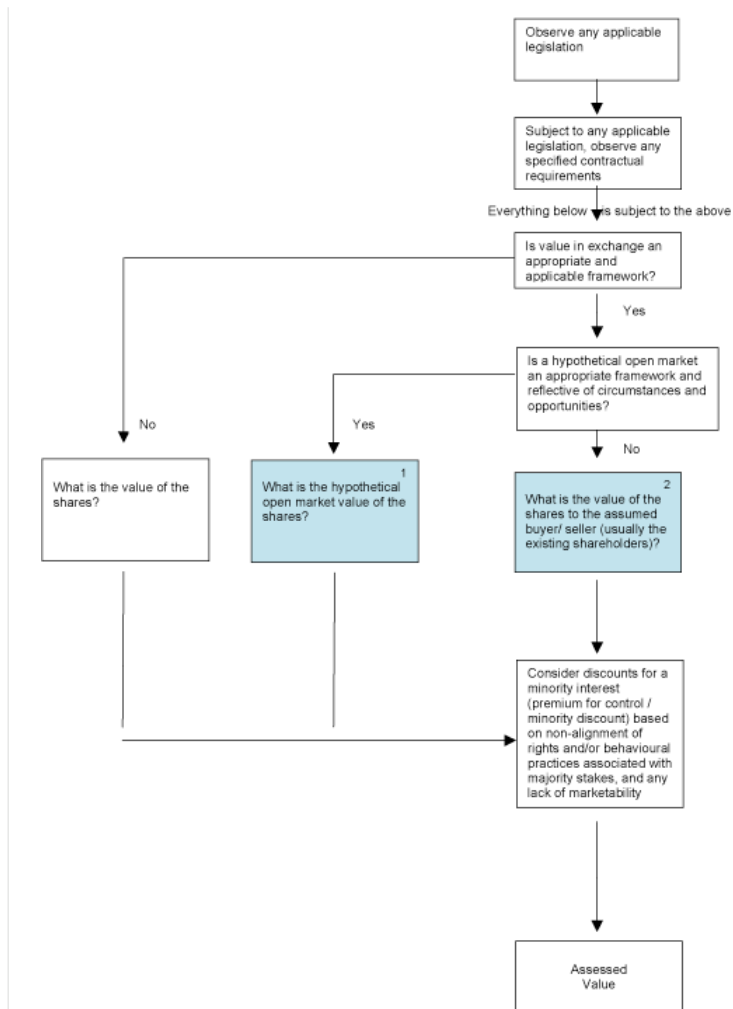 Observe any applicable
legislation
Subject to any applicable
legislation, observe any
specified contractual
requirements
Everything below is subject to the above
Is value in exchange an
appropriate and
applicable framework?
Yes
Is a hypothetical open market
an appropriate framework and
reflective of circumstances and
opportunities?
No
Yes
No
What is the value of the
shares?
1
What is the hypothetical
open market value of the
shares?
2
What is the value of the
shares to the assumed
buyer/ seller (usually the
existing shareholders)?
Consider discounts for a
minority interest
(premium for control /
minority discount) based
on non-alignment of
rights and/or behavioural
practices associated with
majority stakes, and any
lack of marketability
Assessed
Value